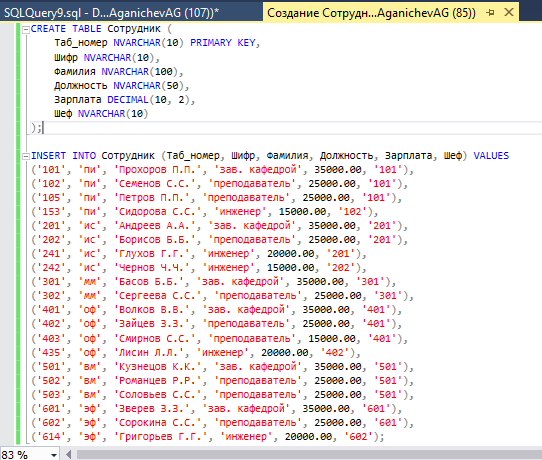 SQLQuery9.sql - D...AganichevAG (107))*
Создание Сотрудн...AganichevAG (85))
CREATE TABLE Сотрудник (
Таб_номер NVARCHAR(10) PRIMARY KEY,
Шифр NVARCHAR(10),
Фамилия NVARCHAR(100),
Должность NVARCHAR(50),
Зарплата DECIMAL(10, 2),
Шеф NVARCHAR(10)
);
INSERT INTO Сотрудник (Таб_номер, Шифр, Фамилия, Должность, Зарплата, Шеф) VALUES
('101', 'пи', 'Прохоров П.П.', 'зав. кафедрой', 35000.00, '101'),
('102', 'пи', 'Семенов С.С.', 'преподаватель', 25000.00, '101'),
('105', 'пи', 'Петров П.П.', 'преподаватель', 25000.00, '101'),
('153', 'пи', 'Сидорова С.С.', 'инженер', 15000.00, '102'),
('201', 'ис', 'Андреев А.А.', 'зав. кафедрой', 35000.00, '201'),
('202', 'ис', 'Борисов Б.Б.', 'преподаватель', 25000.00, '201'),
('241', 'ис', 'Глухов Г.Г.', 'инженер', 20000.00, '201'),
('242', 'ис', 'Чернов Ч.Ч.', 'инженер', 15000.00, '202'),
('301', 'мм', 'Басов Б.Б.', 'зав. кафедрой', 35000.00, '301'),
('302', 'мм', 'Сергеева С.С.', 'преподаватель', 25000.00, '301'),
('401', 'оф', 'Волков В.В.', 'зав. кафедрой', 35000.00, '401'),
('402', 'оф', 'Зайцев З.З.', 'преподаватель', 25000.00, '401'),
('403', 'оф', 'Смирнов С.С.', 'преподаватель', 15000.00, '401'),
('435', 'оф', 'Лисин Л.Л.', 'инженер', 20000.00, '402'),
('501', 'вм', 'Кузнецов К.К.', 'зав. кафедрой', 35000.00, '501'),
('502', 'вм', 'Романцев Р.Р.', 'преподаватель', 25000.00, '501'),
('503', 'вм', 'Соловьев С.С.', 'преподаватель', 25000.00, '501'),
('601', 'эф', 'Зверев З.З.', 'зав. кафедрой', 35000.00, '601'),
('602', 'эф', 'Сорокина С.С.', 'преподаватель', 25000.00, '601'),
('614', 'эф', 'Григорьев Г.Г.', 'инженер', 20000.00, '602');
83 %